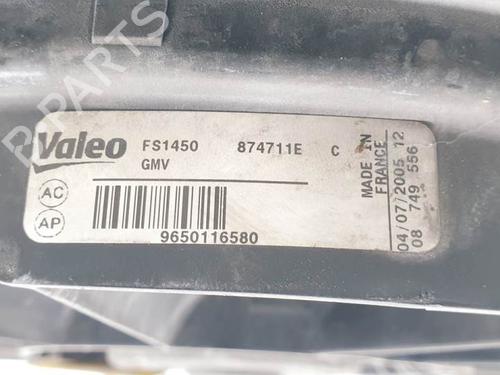 Valeo FS1450 874711E C
GMV
AC
AP
9650116580
MADE IN
FRANCE
04/07/2005 12
08 749 556
B-PARTS